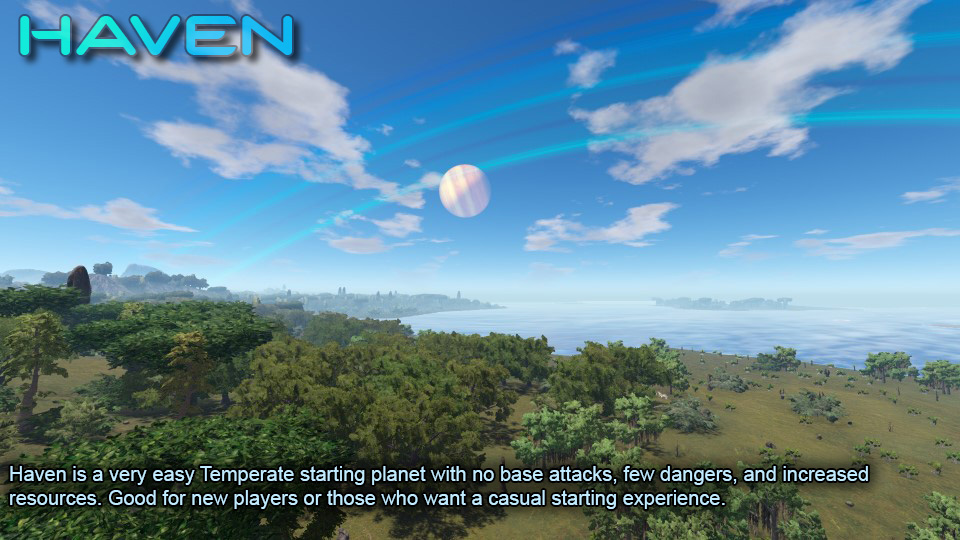 HAVEN
Haven is a very easy Temperate starting planet with no base attacks, few dangers, and increased
resources. Good for new players or those who want a casual starting experience.